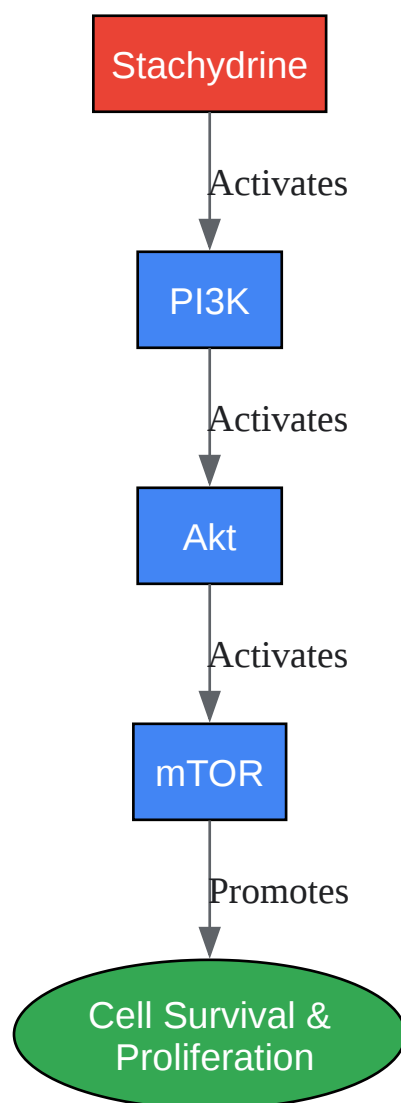 Stachydrine
Activates
PI3K
Activates
Akt
Activates
mTOR
Promotes
Cell Survival &
Proliferation